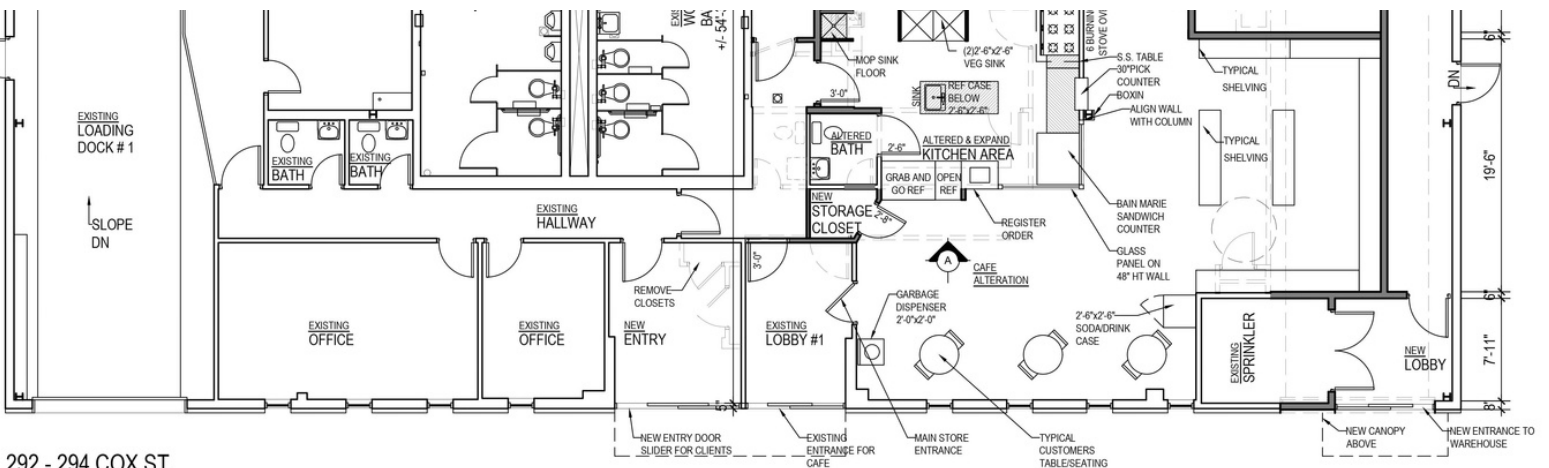 EXISTING
LOADING
DOCK # 1
SLOPE
DN
EXISTING
BATH
EXISTING
BATH
EXISTING
HALLWAY
EXISTING
OFFICE
EXISTING
OFFICE
REMOVE
CLOSETS
NEW
ENTRY
3'-0"
EXISTING
LOBBY #1
+/- 54'
MOP SINK
FLOOR
3'-0"
(2)2'-6"x2'-6"
VEG SINK
SINK
REF CASE
BELOW
2'-6"x2'-6"
6 BURNIN
STOVE OV
S.S. TABLE
30"PICK
COUNTER
BOXIN
ALIGN WALL
WITH COLUMN
ALTERED
BATH
2'-6"
ALTERED & EXPAND
KITCHEN AREA
GRAB AND
GO REF
OPEN
REF
NEW
STORAGE
CLOSET
2'-8"
REGISTER
ORDER
BAIN MARIE
SANDWICH
COUNTER
GLASS
PANEL ON
48" HT WALL
A
CAFE
ALTERATION
GARBAGE
DISPENSER
2'-0"x2'-0"
2'-6"x2'-6"
SODA/DRINK
CASE
TYPICAL
SHELVING
TYPICAL
SHELVING
EXISTING
SPRINKLER
NEW
LOBBY
DN
6"
19'-6"
6"
7'-11"
8"
5"
NEW ENTRY DOOR
SLIDER FOR CLIENTS
EXISTING
ENTRANCE FOR
CAFE
MAIN STORE
ENTRANCE
TYPICAL
CUSTOMERS
TABLE/SEATING
NEW CANOPY
ABOVE
NEW ENTRANCE TO
WAREHOUSE
292 - 294 COX ST